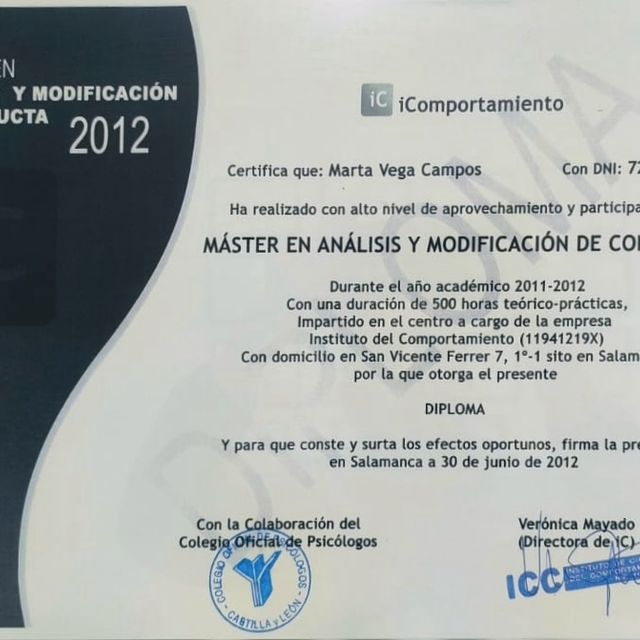 EN
Y MODIFICACIÓN
UCTA 2012
iC iComportamiento
Certifica que: Marta Vega Campos Con DNI: 72
Ha realizado con alto nivel de aprovechamiento y participa
MÁSTER EN ANÁLISIS Y MODIFICACIÓN DE CO
Durante el año académico 2011-2012
Con una duración de 500 horas teórico-prácticas,
Impartido en el centro a cargo de la empresa
Instituto del Comportamiento (11941219X)
Con domicilio en San Vicente Ferrer 7, 1º-1 sito en Salam
por la que otorga el presente
DIPLOMA
Y para que conste y surta los efectos oportunos, firma la pre
en Salamanca a 30 de junio de 2012
Con la Colaboración del
Colegio Oficial de Psicólogos
Verónica Mayado
(Directora de iC)
COLEGIO OFICIAL DE PSICÓLOGOS
- CASTILLA y LEÓN -
ICC
DIPLOMA